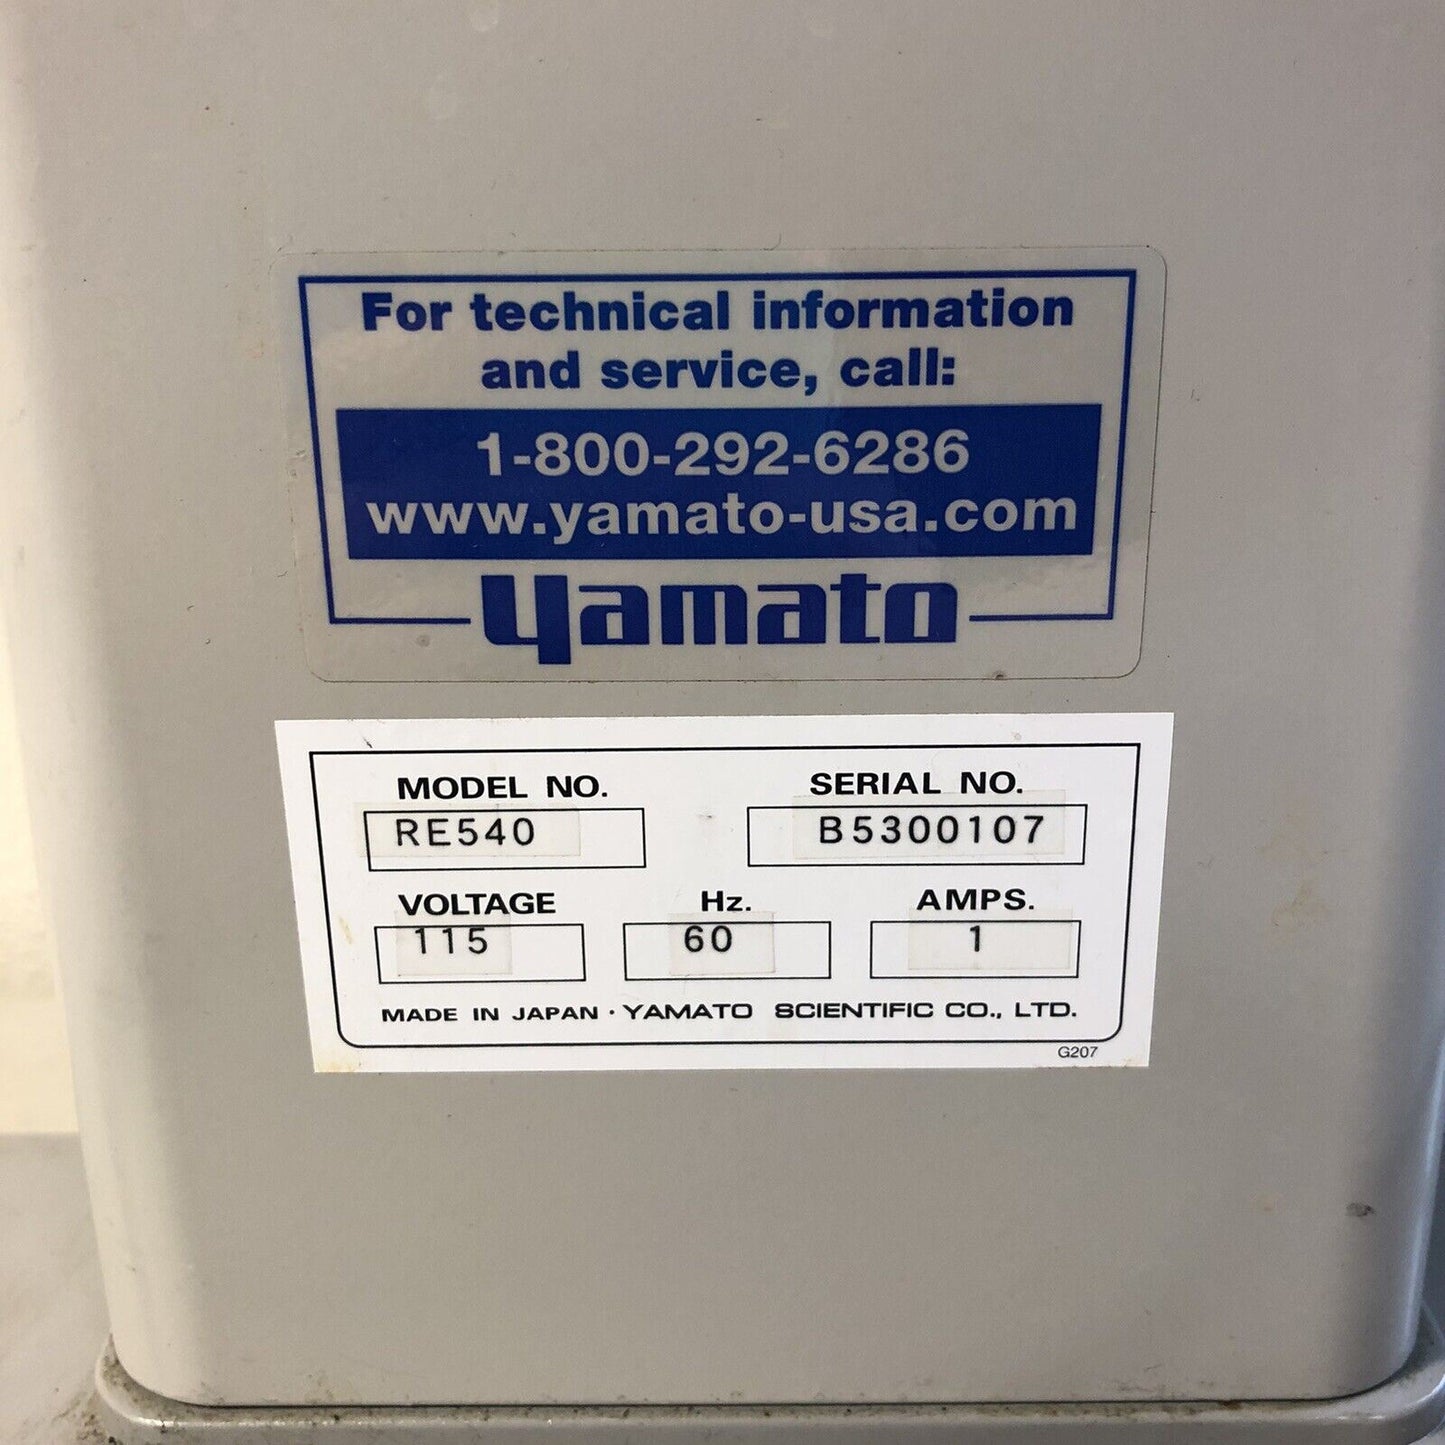 For technical information
and service, call:
1-800-292-6286
www.yamato-usa.com
yamato
MODEL NO. SERIAL NO.
RE540 B5300107
VOLTAGE Hz. AMPS.
115 60 1
MADE IN JAPAN · YAMATO SCIENTIFIC CO., LTD.
G207